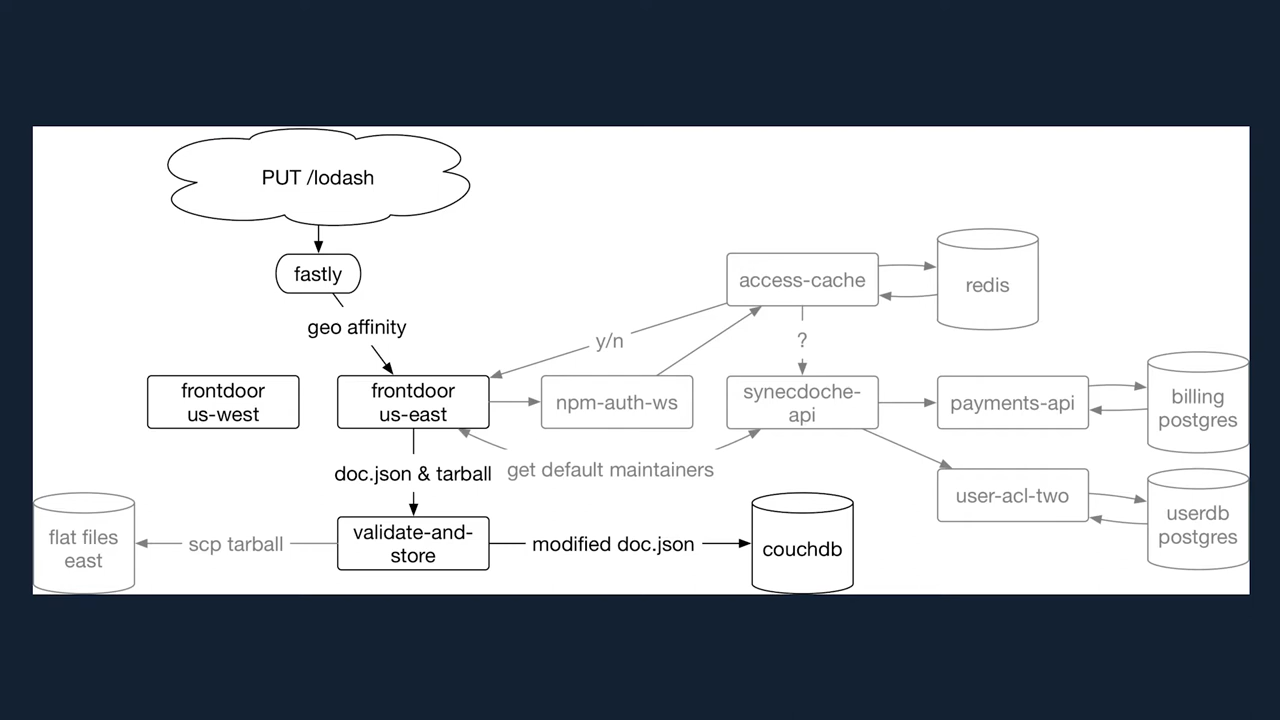 PUT /lodash
fastly
geo affinity
access-cache
redis
y/n
?
frontdoor
us-west
frontdoor
us-east
npm-auth-ws
synecdoche-
api
payments-api
billing
postgres
doc.json & tarball
get default maintainers
user-acl-two
userdb
postgres
flat files
east
scp tarball
validate-and-
store
modified doc.json
couchdb